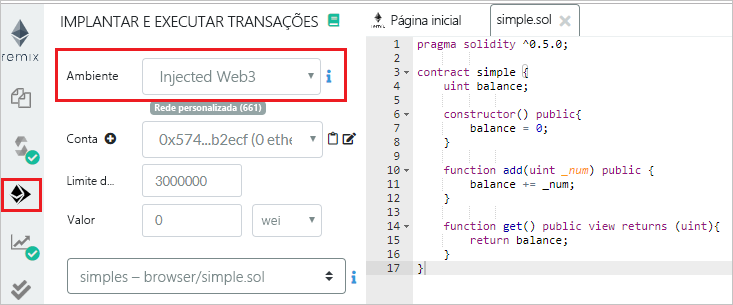 remix
IMPLANTAR E EXECUTAR TRANSAÇÕES
Ambiente
Injected Web3
Rede personalizada (661)
Conta
0x574...b2ecf (0 ethe
Limite d...
3000000
Valor
0
wei
simples – browser/simple.sol
Página inicial
simple.sol
1 pragma solidity ^0.5.0;
2
3 contract simple {
4 uint balance;
5
6 constructor() public{
7 balance = 0;
8 }
9
10 function add(uint _num) public {
11 balance += _num;
12 }
13
14 function get() public view returns (uint){
15 return balance;
16 }
17 }